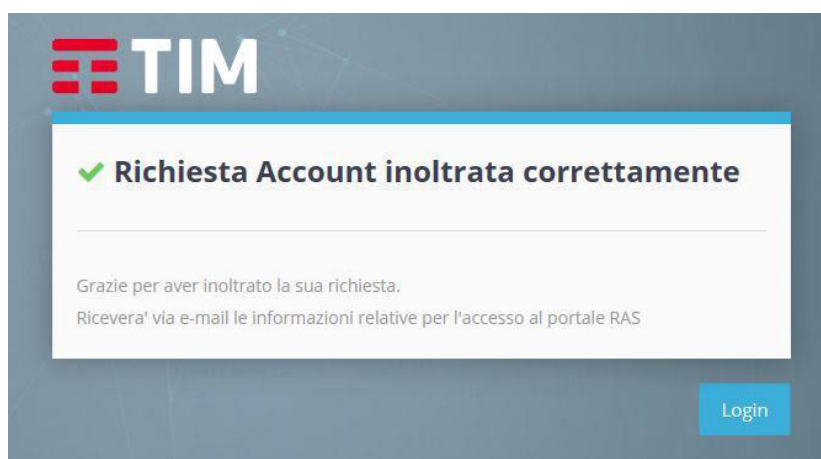 TIM
Richiesta Account inoltrata correttamente
Grazie per aver inoltrato la sua richiesta.
Ricevera' via e-mail le informazioni relative per l'accesso al portale RAS
Login